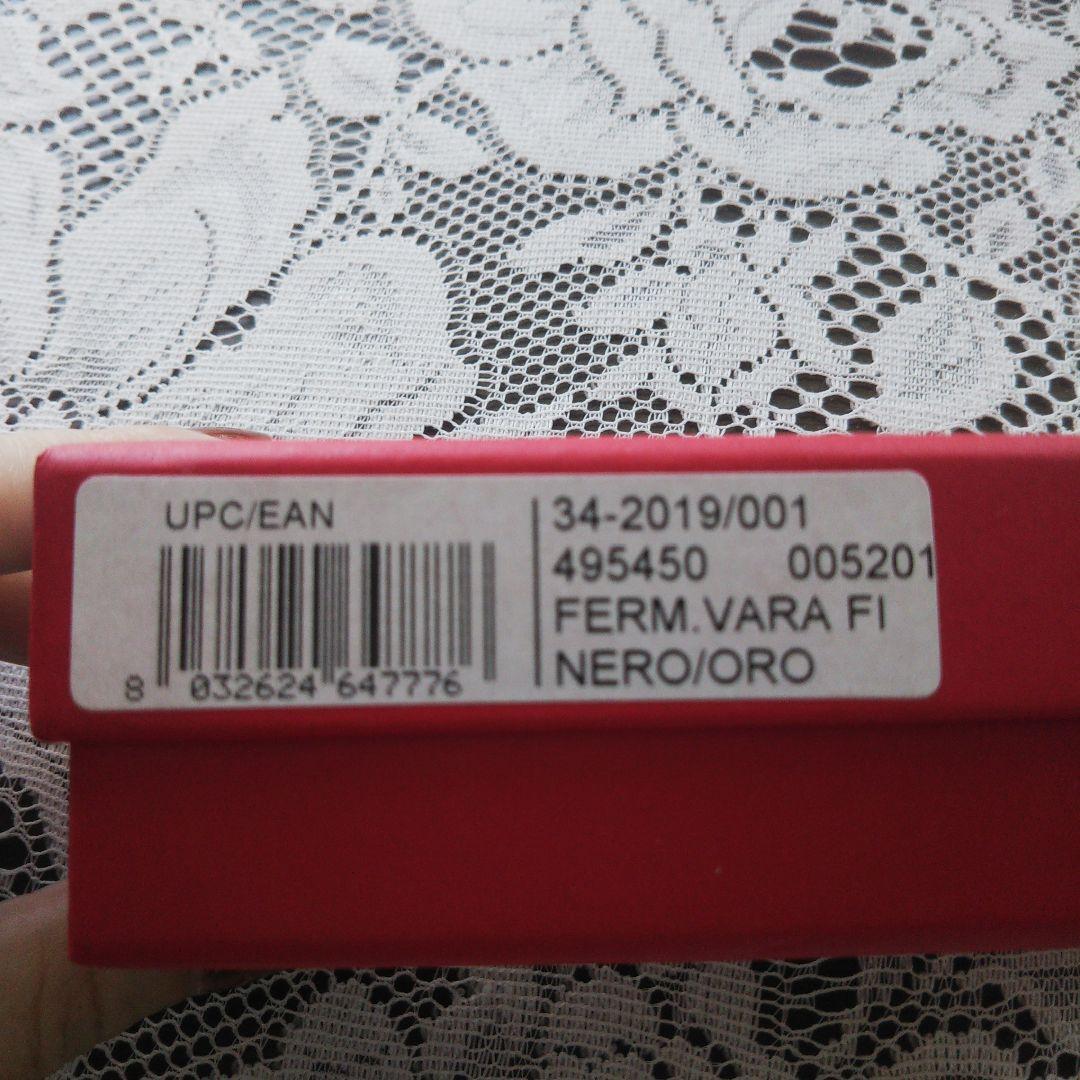 UPC/EAN
8 032624 647776
34-2019/001
495450 005201
FERM.VARA FI
NERO/ORO